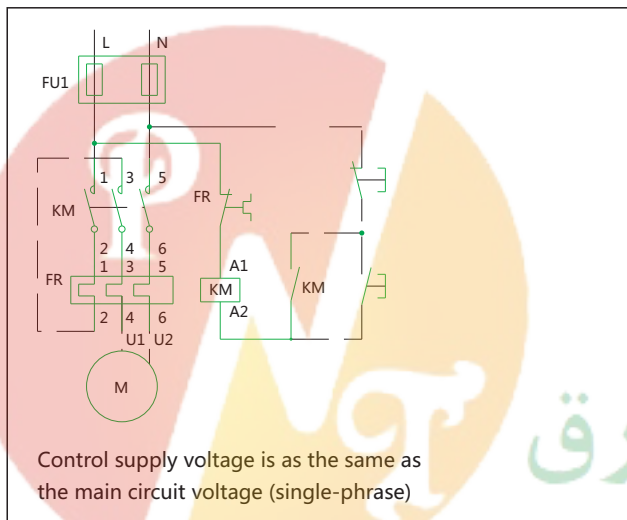 L N
FU1
1 3 5
KM
FR
2 4 6
1 3 5
FR
A1
KM
KM
A2
2 4 6
U1 U2
M
Control supply voltage is as the same as
the main circuit voltage (single-phrase)